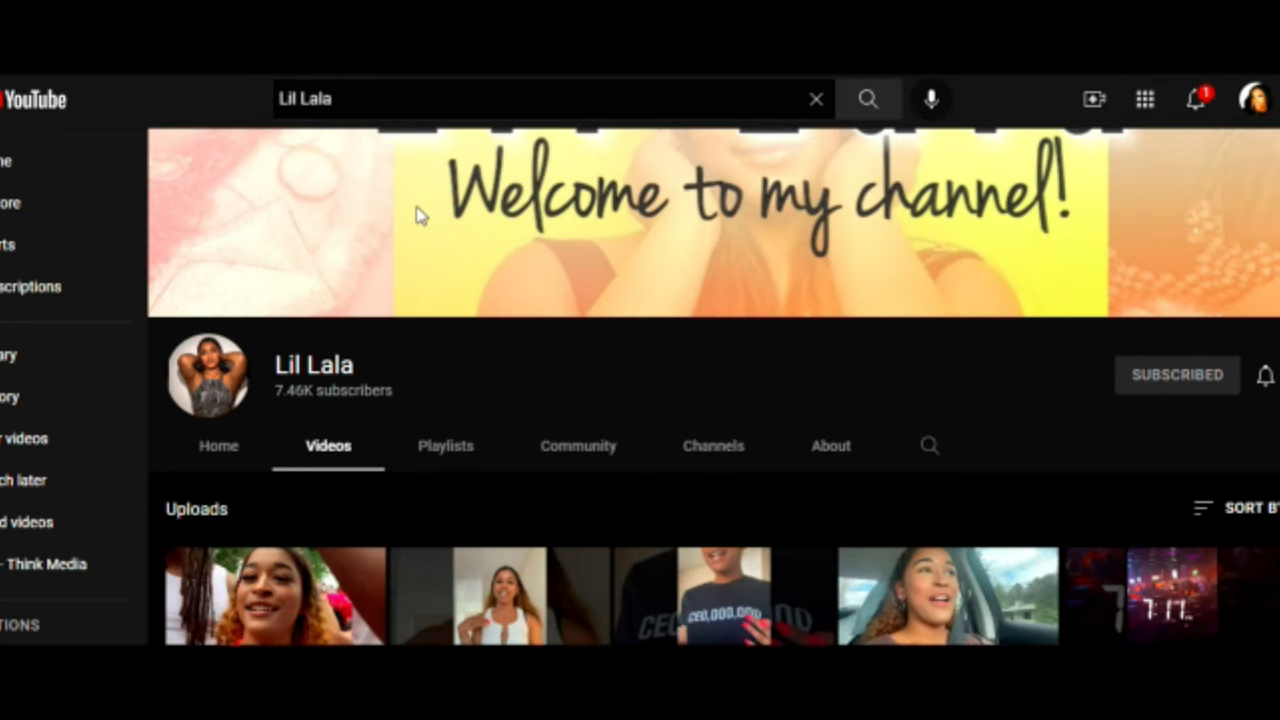 YouTube
Lil Lala
1
Welcome to my channel!
ne
ore
rts
scriptions
ary
ory
r videos
ch later
d videos
- Think Media
TIONS
Lil Lala
7.46K subscribers
SUBSCRIBED
Home Videos Playlists Community Channels About
Uploads
SORT BY
CEO,000,000
7:17